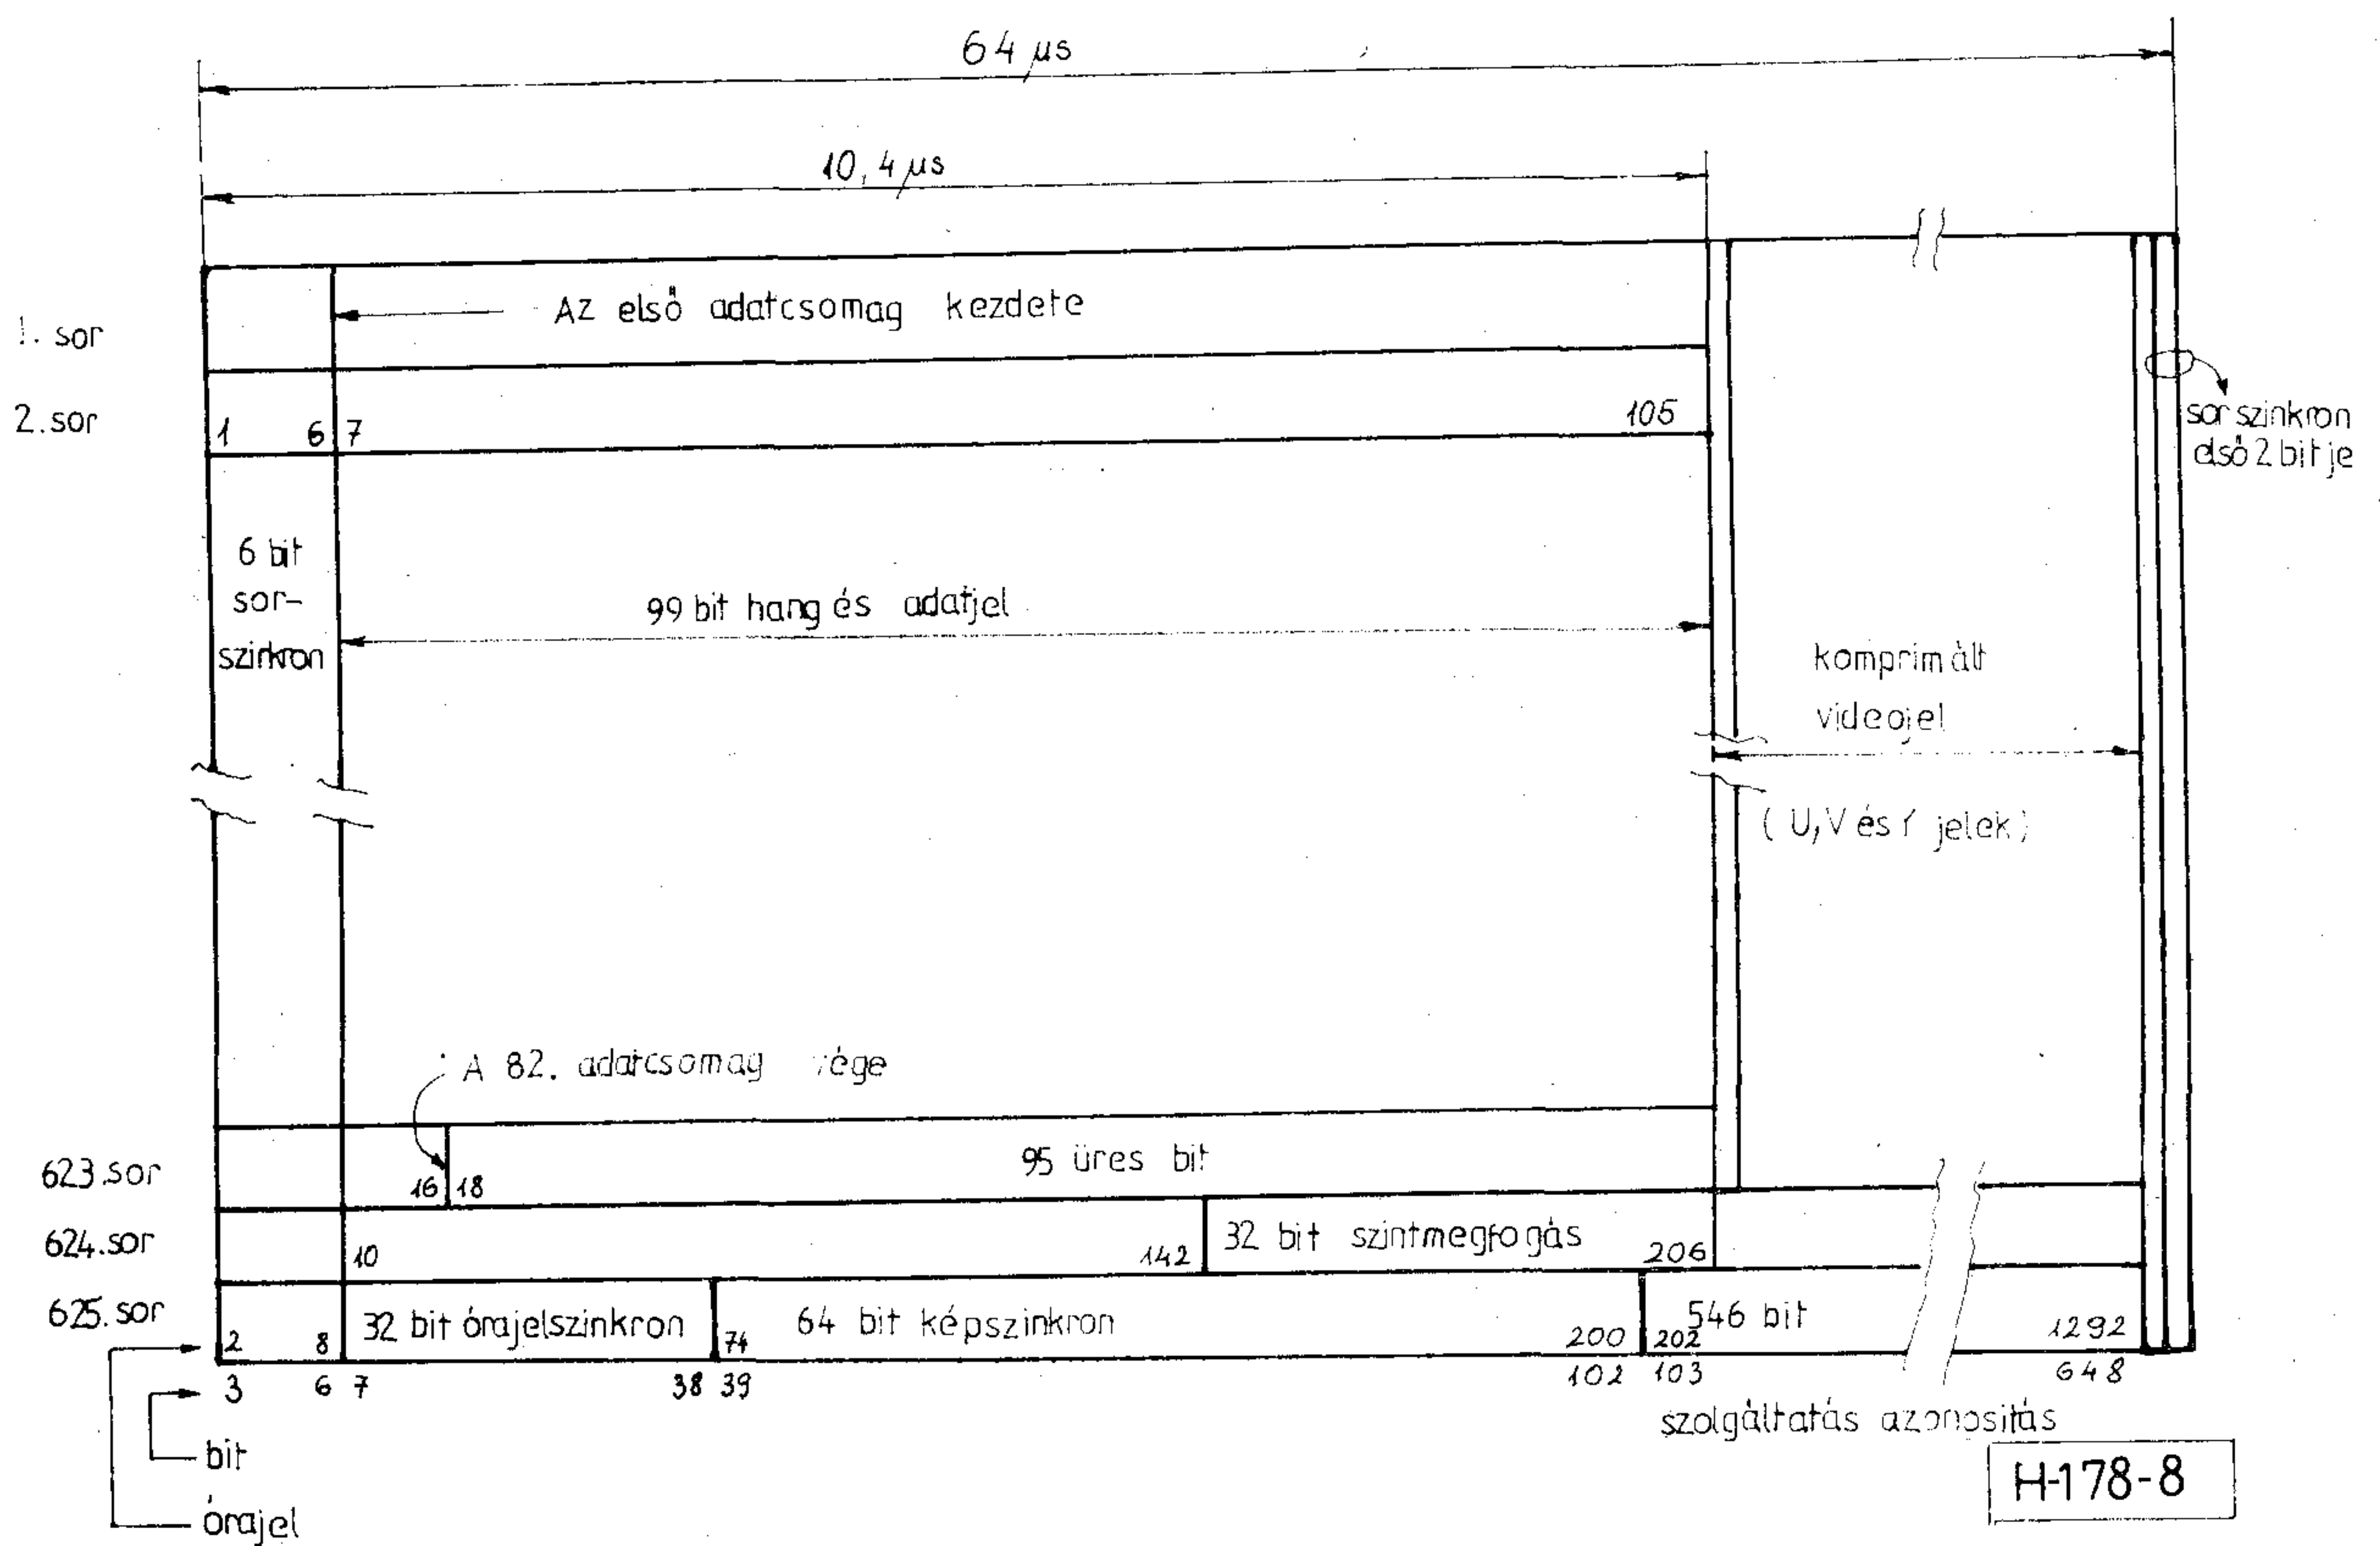 64 µs
10,4 µs
1. sor
Az első adatcsomag kezdete
2. sor
1
6
7
105
sor szinkron
első 2 bitje
6 bit
sor-
szinkron
99 bit hang és adatjel
komprimált
videojel
( U, V és Y jelek )
A 82. adatcsomag vége
623. sor
16
18
95 üres bit
624. sor
10
142
32 bit szintmegfogás
206
625. sor
2
8
32 bit órajelszinkron
74
64 bit képszinkron
200
202
546 bit
1292
3
6
7
38
39
102
103
648
szolgáltatás azonositás
bit
órajel
H-178-8